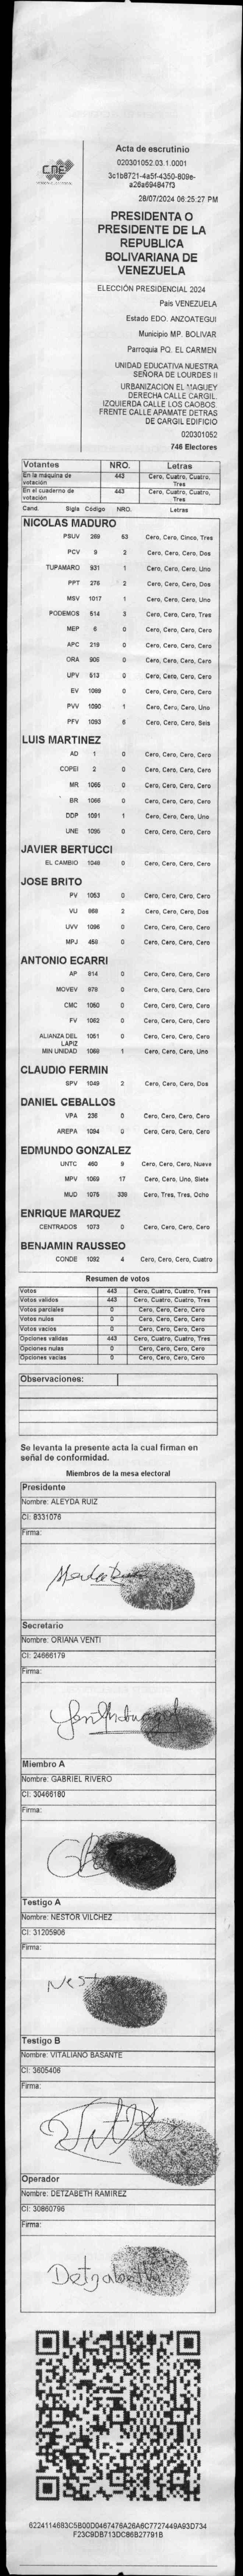 CNE
PODER ELECTORAL
Acta de escrutinio
020301052.03.1.0001
3c1b8721-4a5f-4350-809e-
a26a694847f3
28/07/2024 06:25:27 PM
PRESIDENTA O
PRESIDENTE DE LA
REPUBLICA
BOLIVARIANA DE
VENEZUELA
ELECCIÓN PRESIDENCIAL 2024
Pais VENEZUELA
Estado EDO. ANZOATEGUI
Municipio MP. BOLIVAR
Parroquia PQ. EL CARMEN
UNIDAD EDUCATIVA NUESTRA
SEÑORA DE LOURDES II
URBANIZACION EL MAGUEY
DERECHA CALLE CARGIL.
IZQUIERDA CALLE LOS CAOBOS.
FRENTE CALLE APAMATE DETRAS
DE CARGIL EDIFICIO
020301052
746 Electores
Votantes NRO. Letras
En la máquina de votación 443 Cero, Cuatro, Cuatro, Tres
En el cuaderno de votación 443 Cero, Cuatro, Cuatro, Tres
Cand. Sigla Código NRO. Letras
NICOLAS MADURO
PSUV 269 53 Cero, Cero, Cinco, Tres
PCV 9 2 Cero, Cero, Cero, Dos
TUPAMARO 931 1 Cero, Cero, Cero, Uno
PPT 276 2 Cero, Cero, Cero, Dos
MSV 1017 1 Cero, Cero, Cero, Uno
PODEMOS 514 3 Cero, Cero, Cero, Tres
MEP 6 0 Cero, Cero, Cero, Cero
APC 219 0 Cero, Cero, Cero, Cero
ORA 906 0 Cero, Cero, Cero, Cero
UPV 513 0 Cero, Cero, Cero, Cero
EV 1089 0 Cero, Cero, Cero, Cero
PVV 1090 1 Cero, Cero, Cero, Uno
PFV 1093 6 Cero, Cero, Cero, Seis
LUIS MARTINEZ
AD 1 0 Cero, Cero, Cero, Cero
COPEI 2 0 Cero, Cero, Cero, Cero
MR 1065 0 Cero, Cero, Cero, Cero
BR 1068 0 Cero, Cero, Cero, Cero
DDP 1091 1 Cero, Cero, Cero, Uno
UNE 1095 0 Cero, Cero, Cero, Cero
JAVIER BERTUCCI
EL CAMBIO 1048 0 Cero, Cero, Cero, Cero
JOSE BRITO
PV 1053 0 Cero, Cero, Cero, Cero
VU 868 2 Cero, Cero, Cero, Dos
UVV 1096 0 Cero, Cero, Cero, Cero
MPJ 458 0 Cero, Cero, Cero, Cero
ANTONIO ECARRI
AP 814 0 Cero, Cero, Cero, Cero
MOVEV 978 0 Cero, Cero, Cero, Cero
CMC 1050 0 Cero, Cero, Cero, Cero
FV 1062 0 Cero, Cero, Cero, Cero
ALIANZA DEL LAPIZ 1051 0 Cero, Cero, Cero, Cero
MIN UNIDAD 1069 1 Cero, Cero, Cero, Uno
CLAUDIO FERMIN
SPV 1049 2 Cero, Cero, Cero, Dos
DANIEL CEBALLOS
VPA 236 0 Cero, Cero, Cero, Cero
AREPA 1094 0 Cero, Cero, Cero, Cero
EDMUNDO GONZALEZ
UNTC 460 9 Cero, Cero, Cero, Nueve
MPV 1069 17 Cero, Cero, Uno, Siete
MUD 1075 338 Cero, Tres, Tres, Ocho
ENRIQUE MARQUEZ
CENTRADOS 1073 0 Cero, Cero, Cero, Cero
BENJAMIN RAUSSEO
CONDE 1092 4 Cero, Cero, Cero, Cuatro
Resumen de votos
Votos 443 Cero, Cuatro, Cuatro, Tres
Votos validos 443 Cero, Cuatro, Cuatro, Tres
Votos parciales 0 Cero, Cero, Cero, Cero
Votos nulos 0 Cero, Cero, Cero, Cero
Votos vacios 0 Cero, Cero, Cero, Cero
Opciones validas 443 Cero, Cuatro, Cuatro, Tres
Opciones nulas 0 Cero, Cero, Cero, Cero
Opciones vacias 0 Cero, Cero, Cero, Cero
Observaciones:
Se levanta la presente acta la cual firman en
señal de conformidad.
Miembros de la mesa electoral
Presidente
Nombre: ALEYDA RUIZ
CI: 8331076
Firma:
Secretario
Nombre: ORIANA VENTI
CI: 24666179
Firma:
Miembro A
Nombre: GABRIEL RIVERO
CI: 30466180
Firma:
Testigo A
Nombre: NESTOR VILCHEZ
CI: 31205906
Firma:
Testigo B
Nombre: VITALIANO BASANTE
CI: 3605406
Firma:
Operador
Nombre: DETZABETH RAMIREZ
CI: 30860796
Firma:
6224114683C5B00D0467476A26A6C7727449A93D734
F23C9DB713DC86B27791B